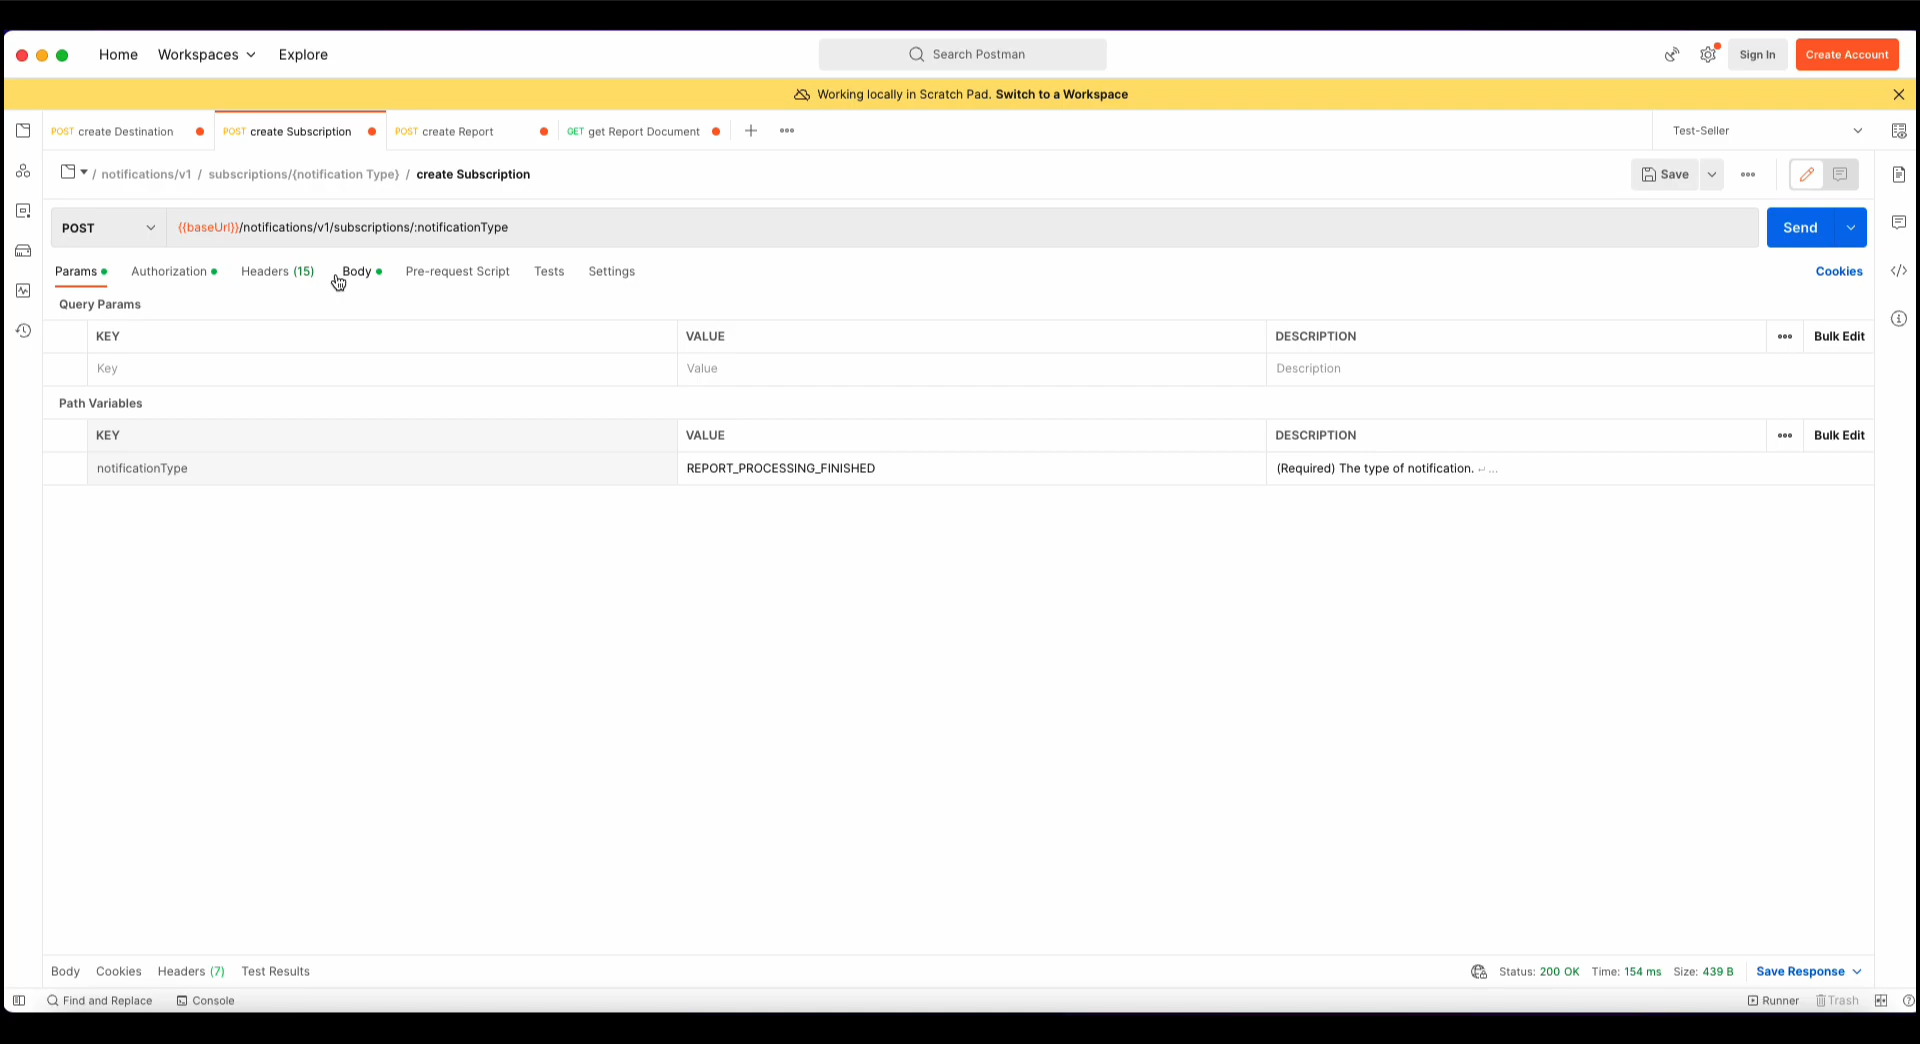 Home Workspaces Explore Search Postman Sign In Create Account
Working locally in Scratch Pad. Switch to a Workspace
POST create Destination POST create Subscription POST create Report GET get Report Document Test-Seller
/ notifications/v1 / subscriptions/{notification Type} / create Subscription Save
POST {{baseUrl}}/notifications/v1/subscriptions/:notificationType Send
Params Authorization Headers (15) Body Pre-request Script Tests Settings Cookies
Query Params
KEY VALUE DESCRIPTION Bulk Edit
Key Value Description
Path Variables
KEY VALUE DESCRIPTION Bulk Edit
notificationType REPORT_PROCESSING_FINISHED (Required) The type of notification. ↵ ...
Body Cookies Headers (7) Test Results Status: 200 OK Time: 154 ms Size: 439 B Save Response
Find and Replace Console Runner Trash